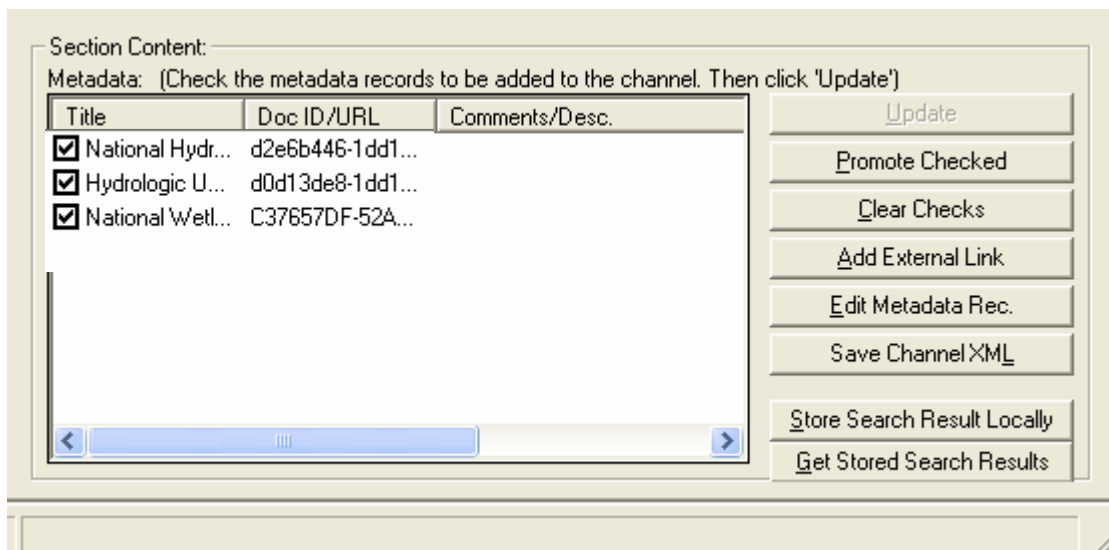 Section Content:
Metadata: (Check the metadata records to be added to the channel. Then click 'Update')
Title Doc ID/URL Comments/Desc.
National Hydr... d2e6b446-1dd1...
Hydrologic U... d0d13de8-1dd1...
National Wetl... C37657DF-52A...
Update
Promote Checked
Clear Checks
Add External Link
Edit Metadata Rec.
Save Channel XML
Store Search Result Locally
Get Stored Search Results